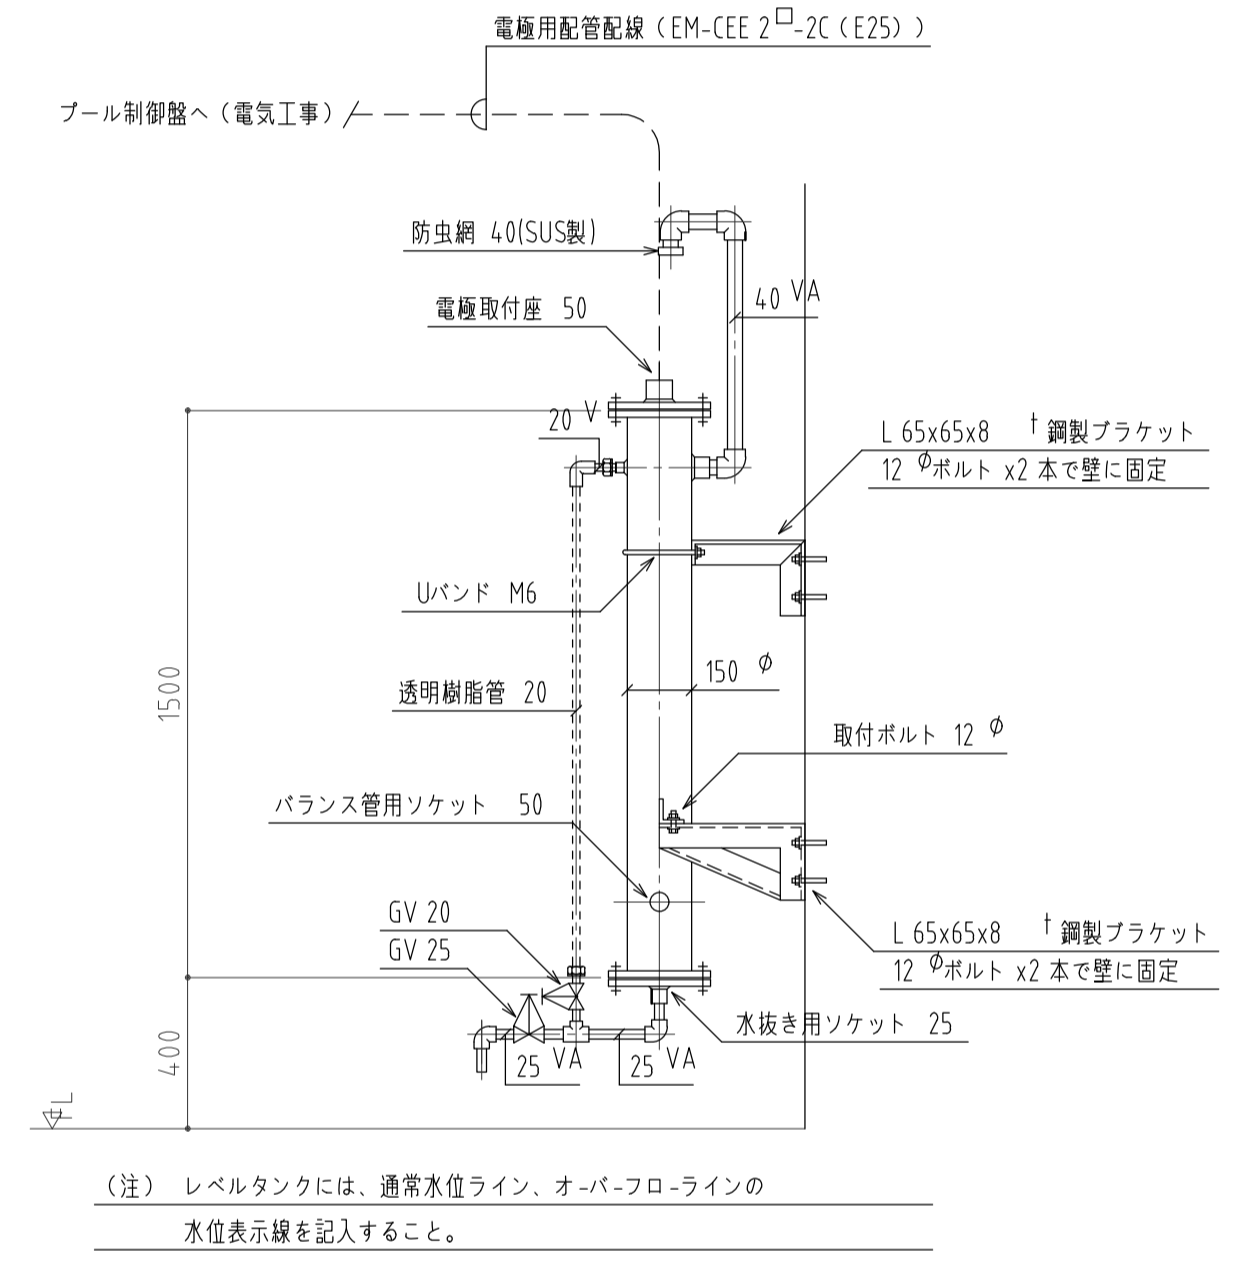 電極用配管配線（EM-CEE 2□-2C（E25））
プール制御盤へ（電気工事）
防虫網 40(SUS製)
40 VA
電極取付座 50
20 V
L 65x65x8 t 鋼製ブラケット
12 φボルト x2 本で壁に固定
Uバンド M6
1500
透明樹脂管 20
150 φ
取付ボルト 12 φ
バランス管用ソケット 50
GV 20
GV 25
L 65x65x8 t 鋼製ブラケット
12 φボルト x2 本で壁に固定
水抜き用ソケット 25
400
25 VA
25 VA
（注） レベルタンクには、通常水位ライン、オ-バ-フロ-ラインの
水位表示線を記入すること。